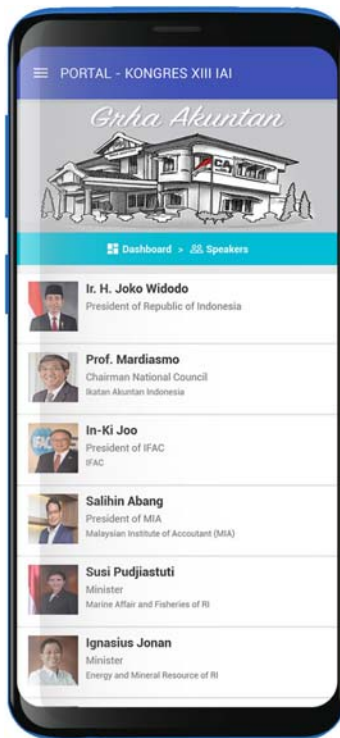 PORTAL - KONGRES XIII IAI
Grha Akuntan
CA
Dashboard > Speakers
Ir. H. Joko Widodo
President of Republic of Indonesia
Prof. Mardiasmo
Chairman National Council
Ikatan Akuntan Indonesia
In-Ki Joo
President of IFAC
IFAC
Salihin Abang
President of MIA
Malaysian Institute of Accoutant (MIA)
Susi Pudjiastuti
Minister
Marine Affair and Fisheries of RI
Ignasius Jonan
Minister
Energy and Mineral Resource of RI